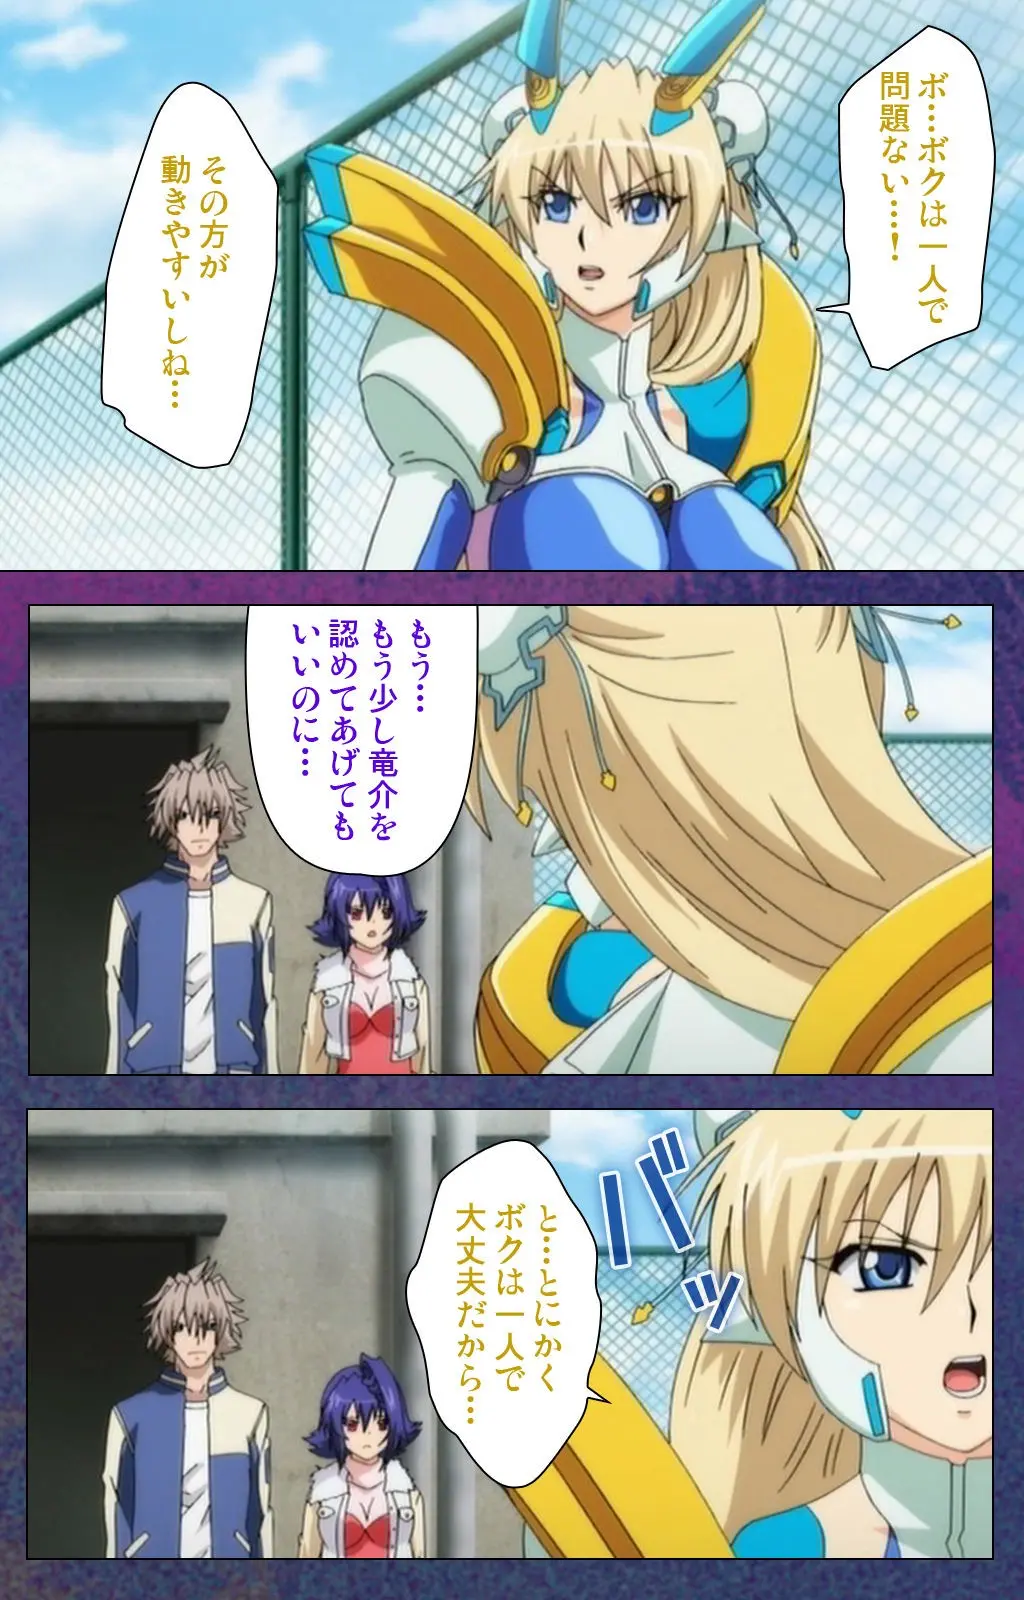 ボ…ボクは一人で
問題ない…！
その方が
動きやすいしね…
もう…
もう少し竜介を
認めてあげても
いいのに…
バッ
と…とにかく
ボクは一人で
大丈夫だから…